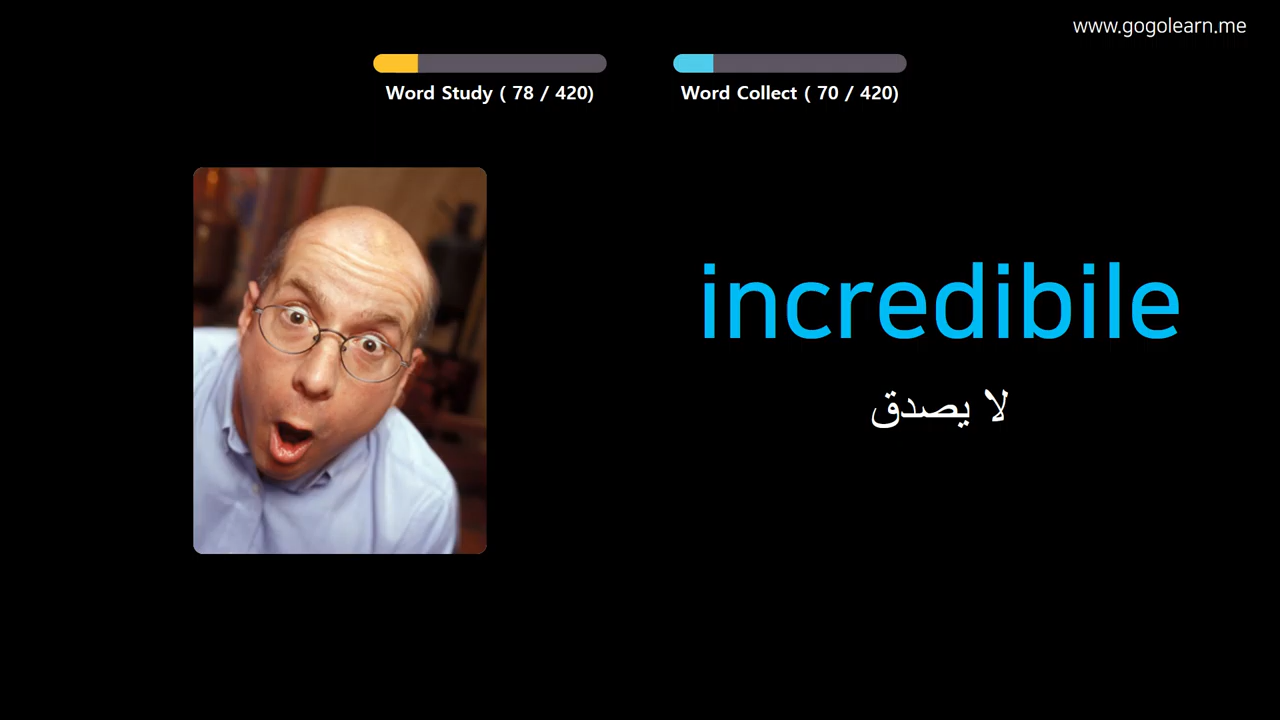 www.gogolearn.me
Word Study ( 78 / 420)
Word Collect ( 70 / 420)
incredibile
لا يصدق